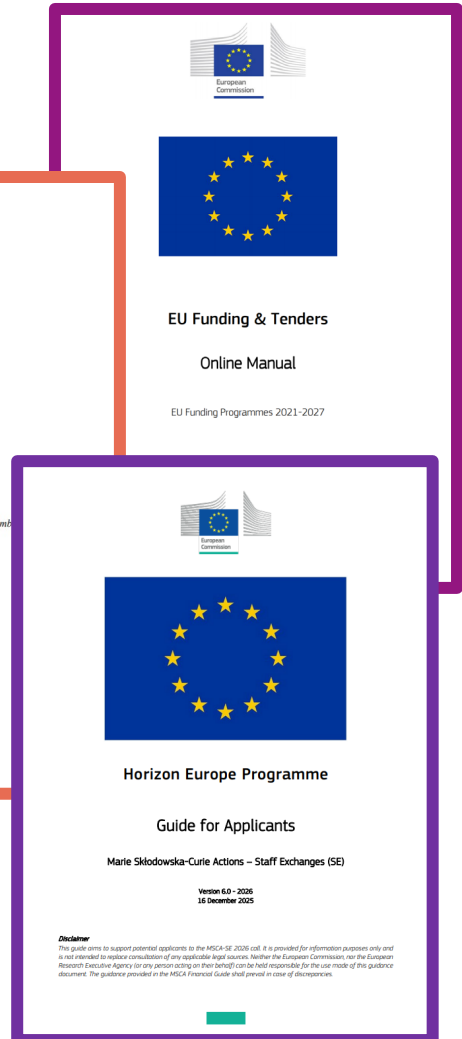 European
Commission
EU Funding & Tenders
Online Manual
EU Funding Programmes 2021-2027
mb
European
Commission
Horizon Europe Programme
Guide for Applicants
Marie Skłodowska-Curie Actions – Staff Exchanges (SE)
Version 6.0 – 2026
16 December 2025
Disclaimer
This guide aims to support potential applicants to the MSCA-SE 2026 call. It is provided for information purposes only and
is not intended to replace consultation of any applicable legal sources. Neither the European Commission, nor the European
Research Executive Agency (or any person acting on their behalf) can be held responsible for the use made of this guidance
document. The guidance provided in the MSCA Financial Guide shall prevail in case of discrepancies.